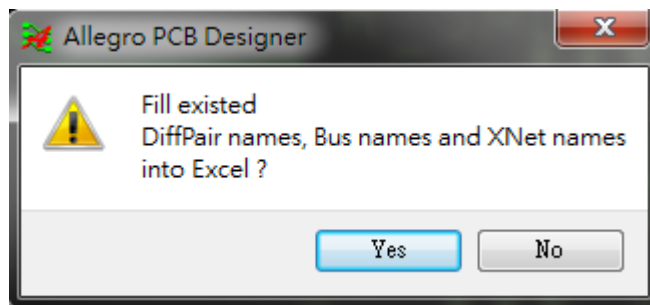 Allegro PCB Designer
Fill existed
DiffPair names, Bus names and XNet names
into Excel ?
Yes
No